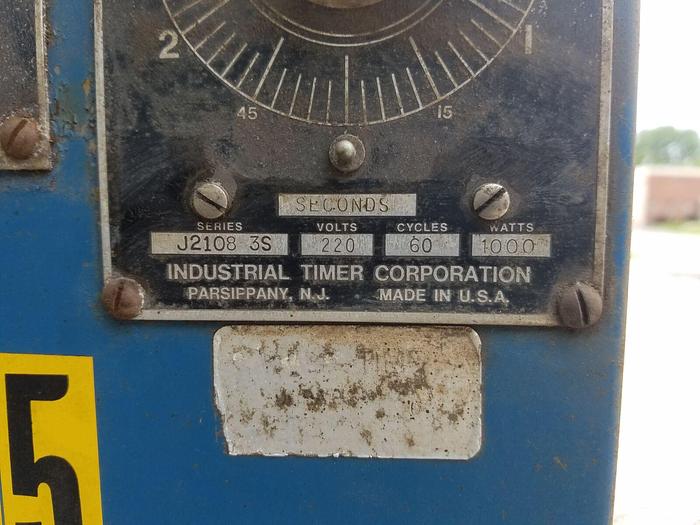 2 1
45 15
SECONDS
SERIES VOLTS CYCLES WATTS
J2108 3S 220 60 1000
INDUSTRIAL TIMER CORPORATION
PARSIPPANY, N.J. MADE IN U.S.A.
TIME
5